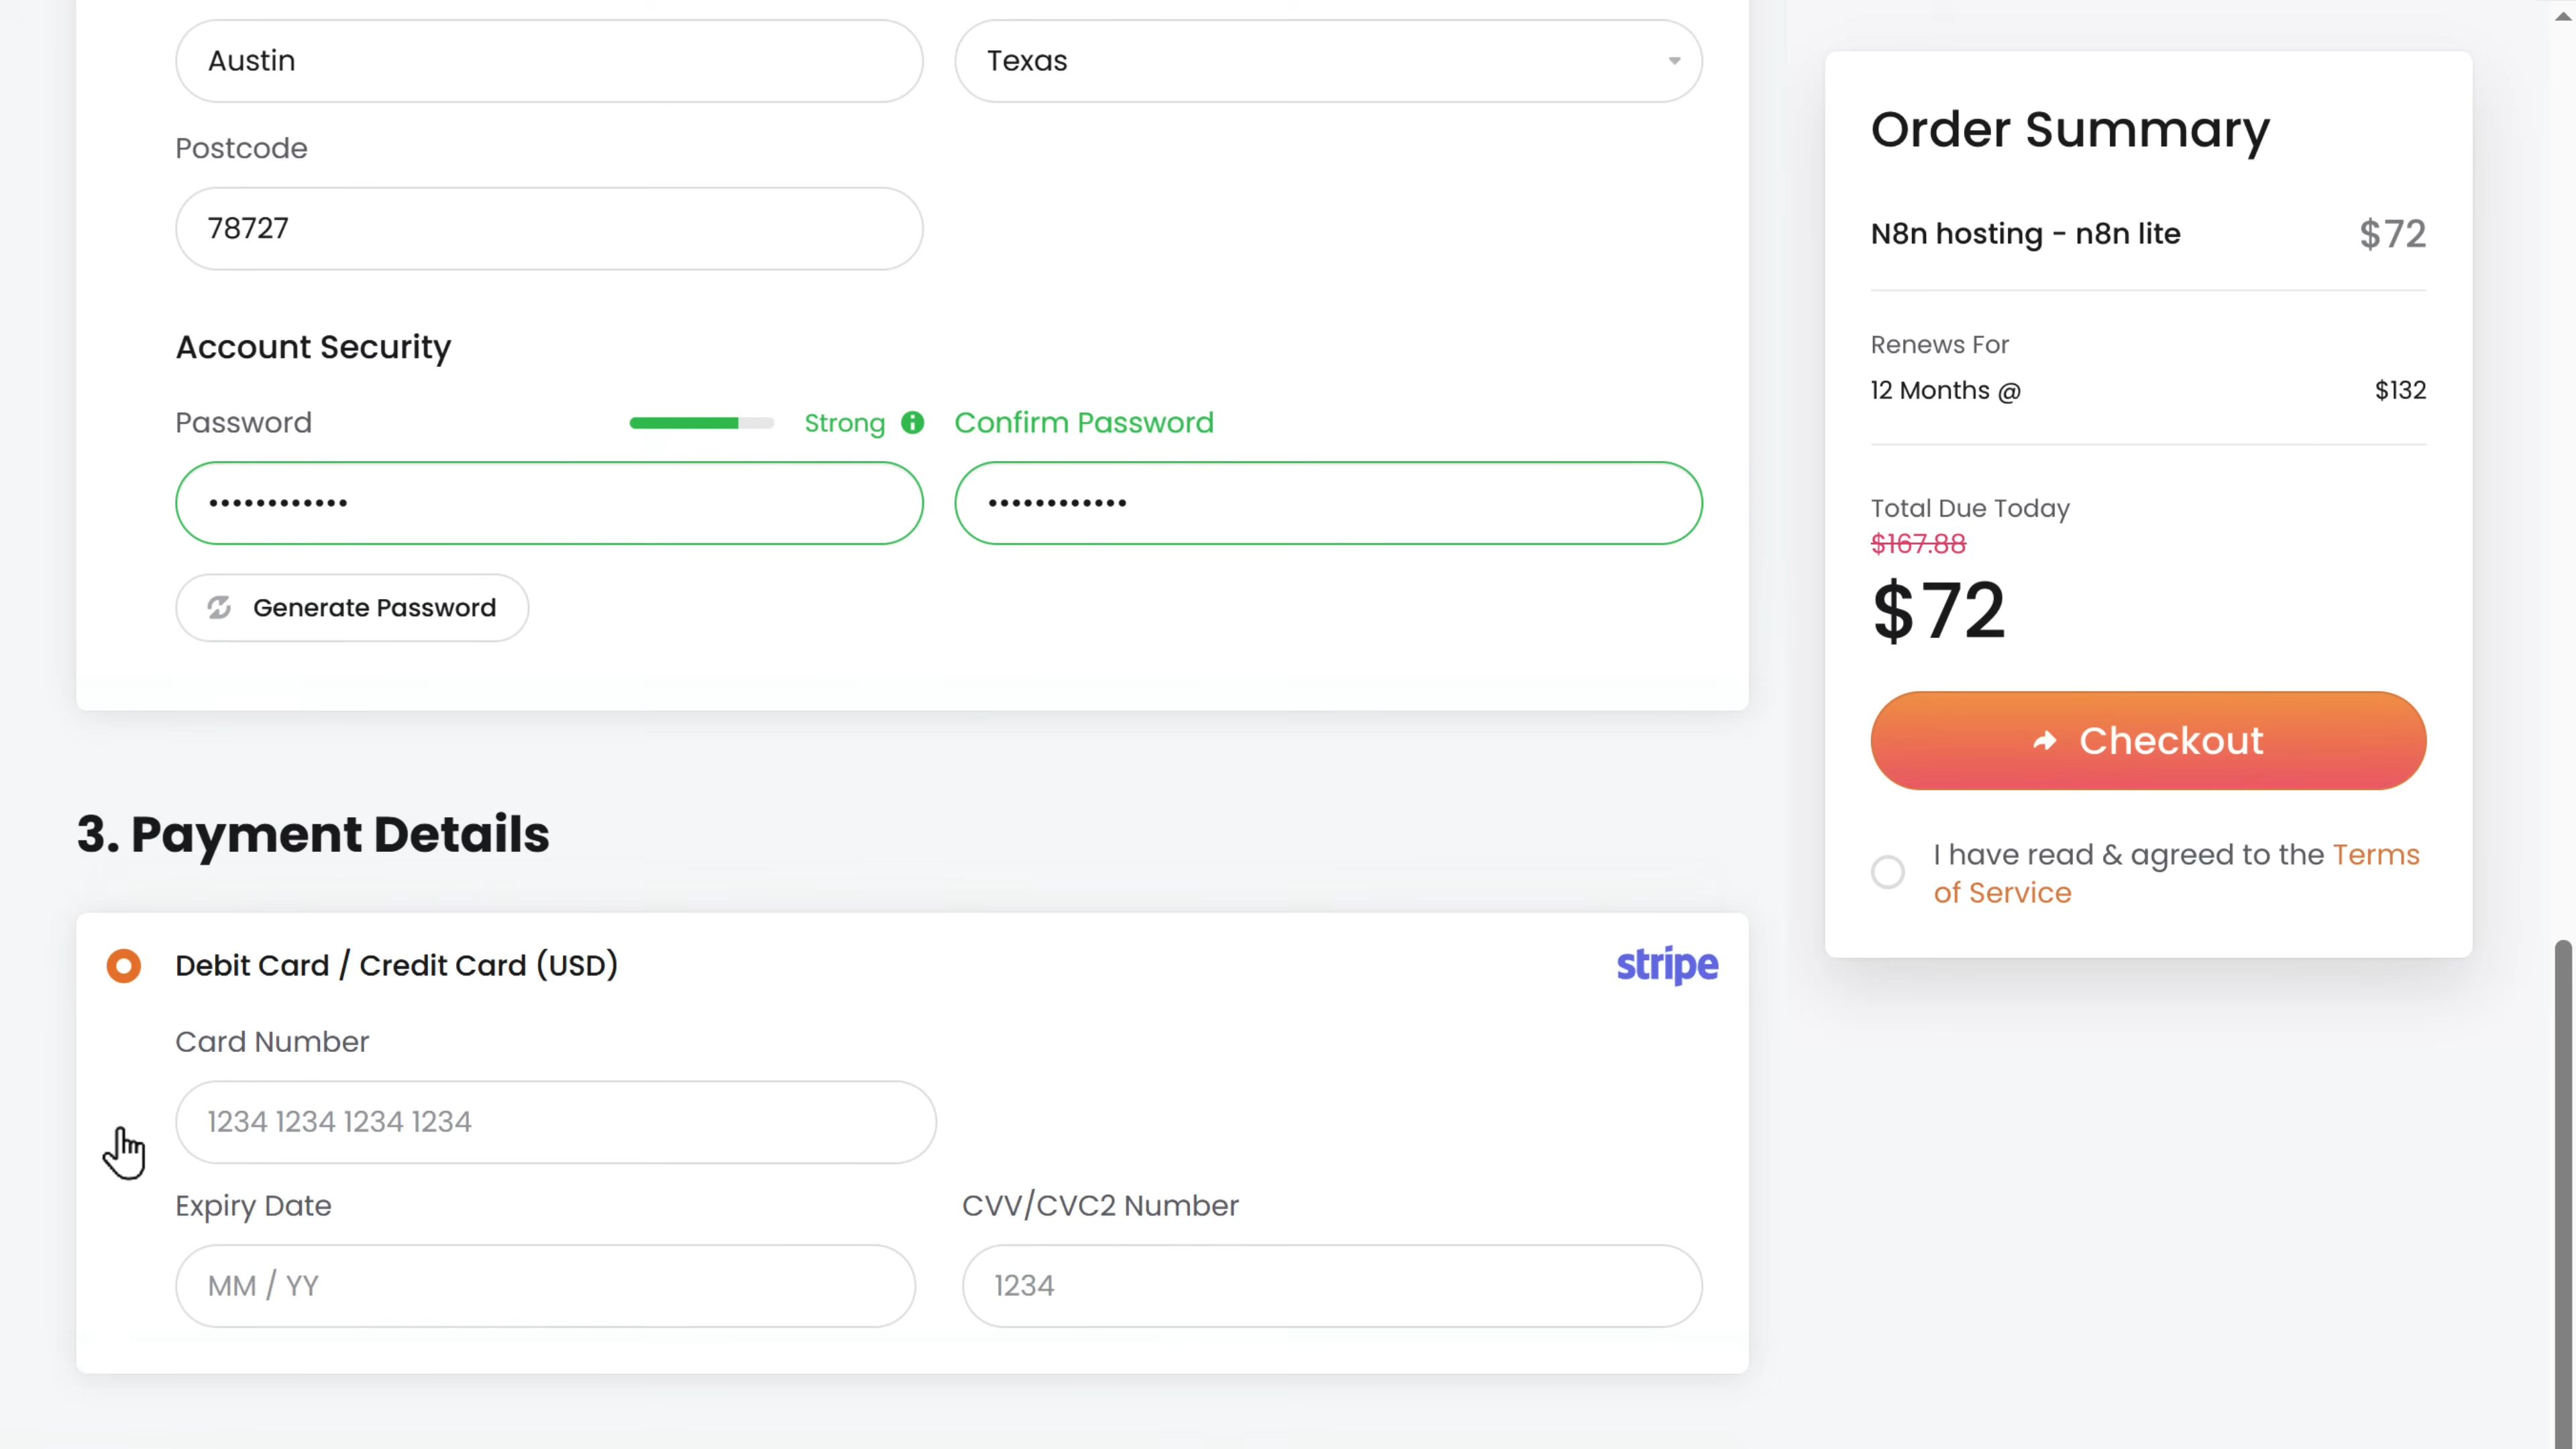 Austin
Texas
Postcode
78727
Account Security
Password
Strong
Confirm Password
••••••••••••
••••••••••••
Generate Password
3. Payment Details
Debit Card / Credit Card (USD)
stripe
Card Number
1234 1234 1234 1234
Expiry Date
CVV/CVC2 Number
MM / YY
1234
Order Summary
N8n hosting - n8n lite
$72
Renews For
12 Months @
$132
Total Due Today
$167.88
$72
Checkout
I have read & agreed to the Terms
of Service